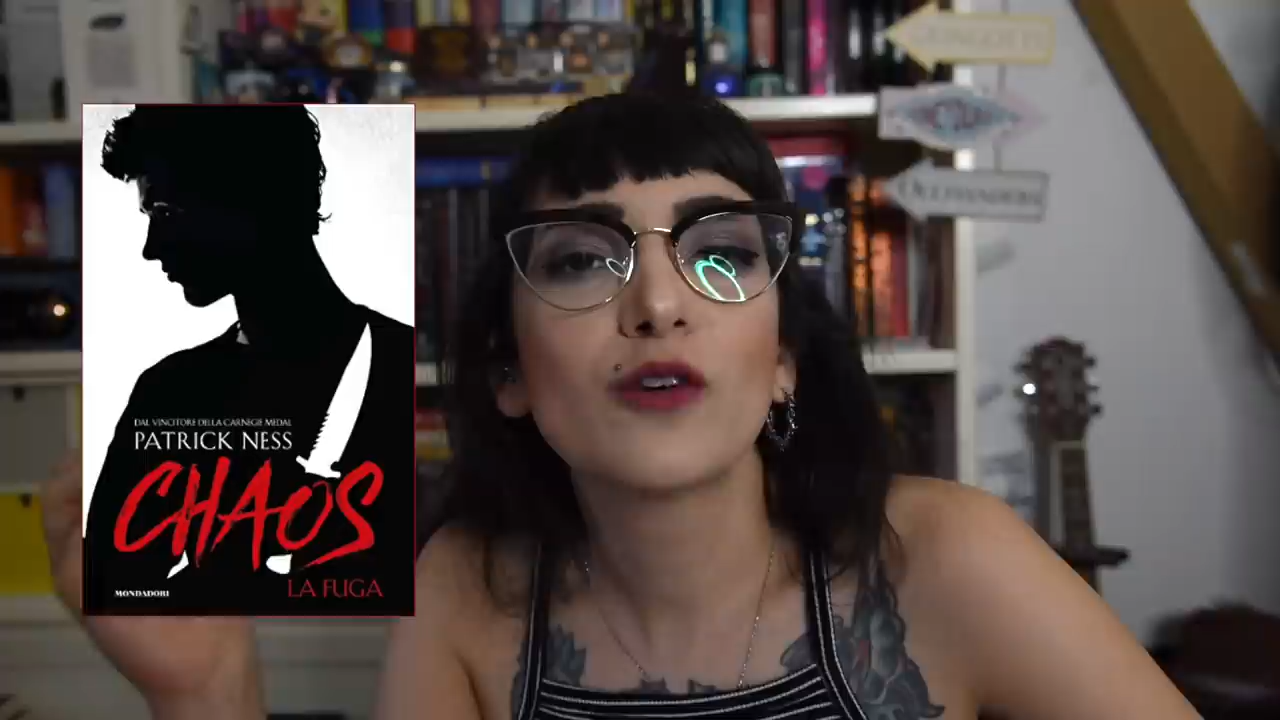 DAL VINCITORE DELLA CARNEGIE MEDAL
PATRICK NESS
CHAOS
LA FUGA
MONDADORI